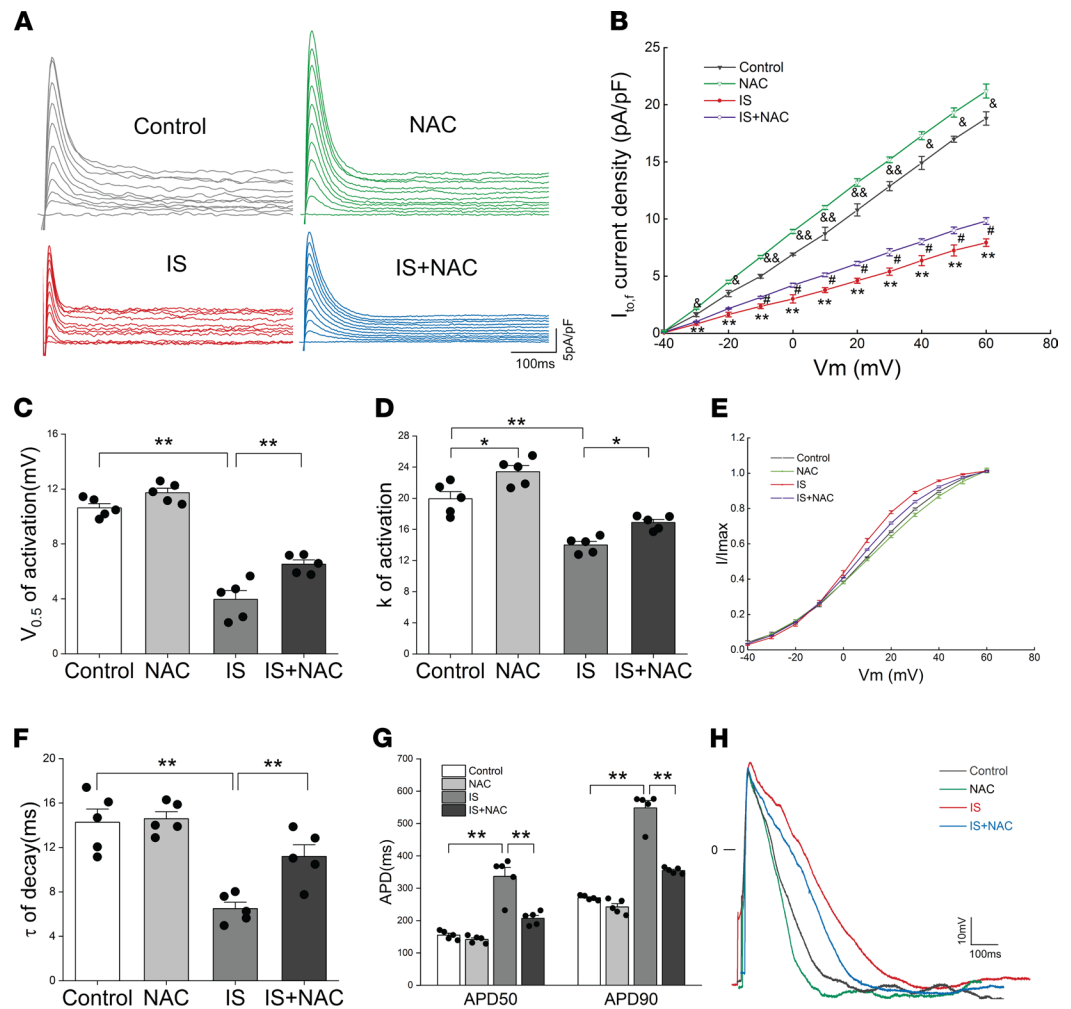 A
Control
NAC
IS
IS+NAC
100ms
5pA/pF
B
Ito,f current density (pA/pF)
25
20
15
10
5
0
Control
NAC
IS
IS+NAC
& & && && && && && & & &
# # # # # # # #
** ** ** ** ** ** ** ** ** **
-40 -20 0 20 40 60 80
Vm (mV)
C
V0.5 of activation(mV)
16
12
8
4
0
** **
Control NAC IS IS+NAC
D
k of activation
28
24
20
16
12
8
4
0
**
* *
Control NAC IS IS+NAC
E
I/Imax
1.2
1.0
0.8
0.6
0.4
0.2
0.0
Control
NAC
IS
IS+NAC
-40 -20 0 20 40 60 80
Vm (mV)
F
τ of decay(ms)
20
16
12
8
4
0
** **
Control NAC IS IS+NAC
G
APD(ms)
700
600
500
400
300
200
100
0
Control
NAC
IS
IS+NAC
** **
** **
APD50 APD90
H
Control
NAC
IS
IS+NAC
0
10mV
100ms